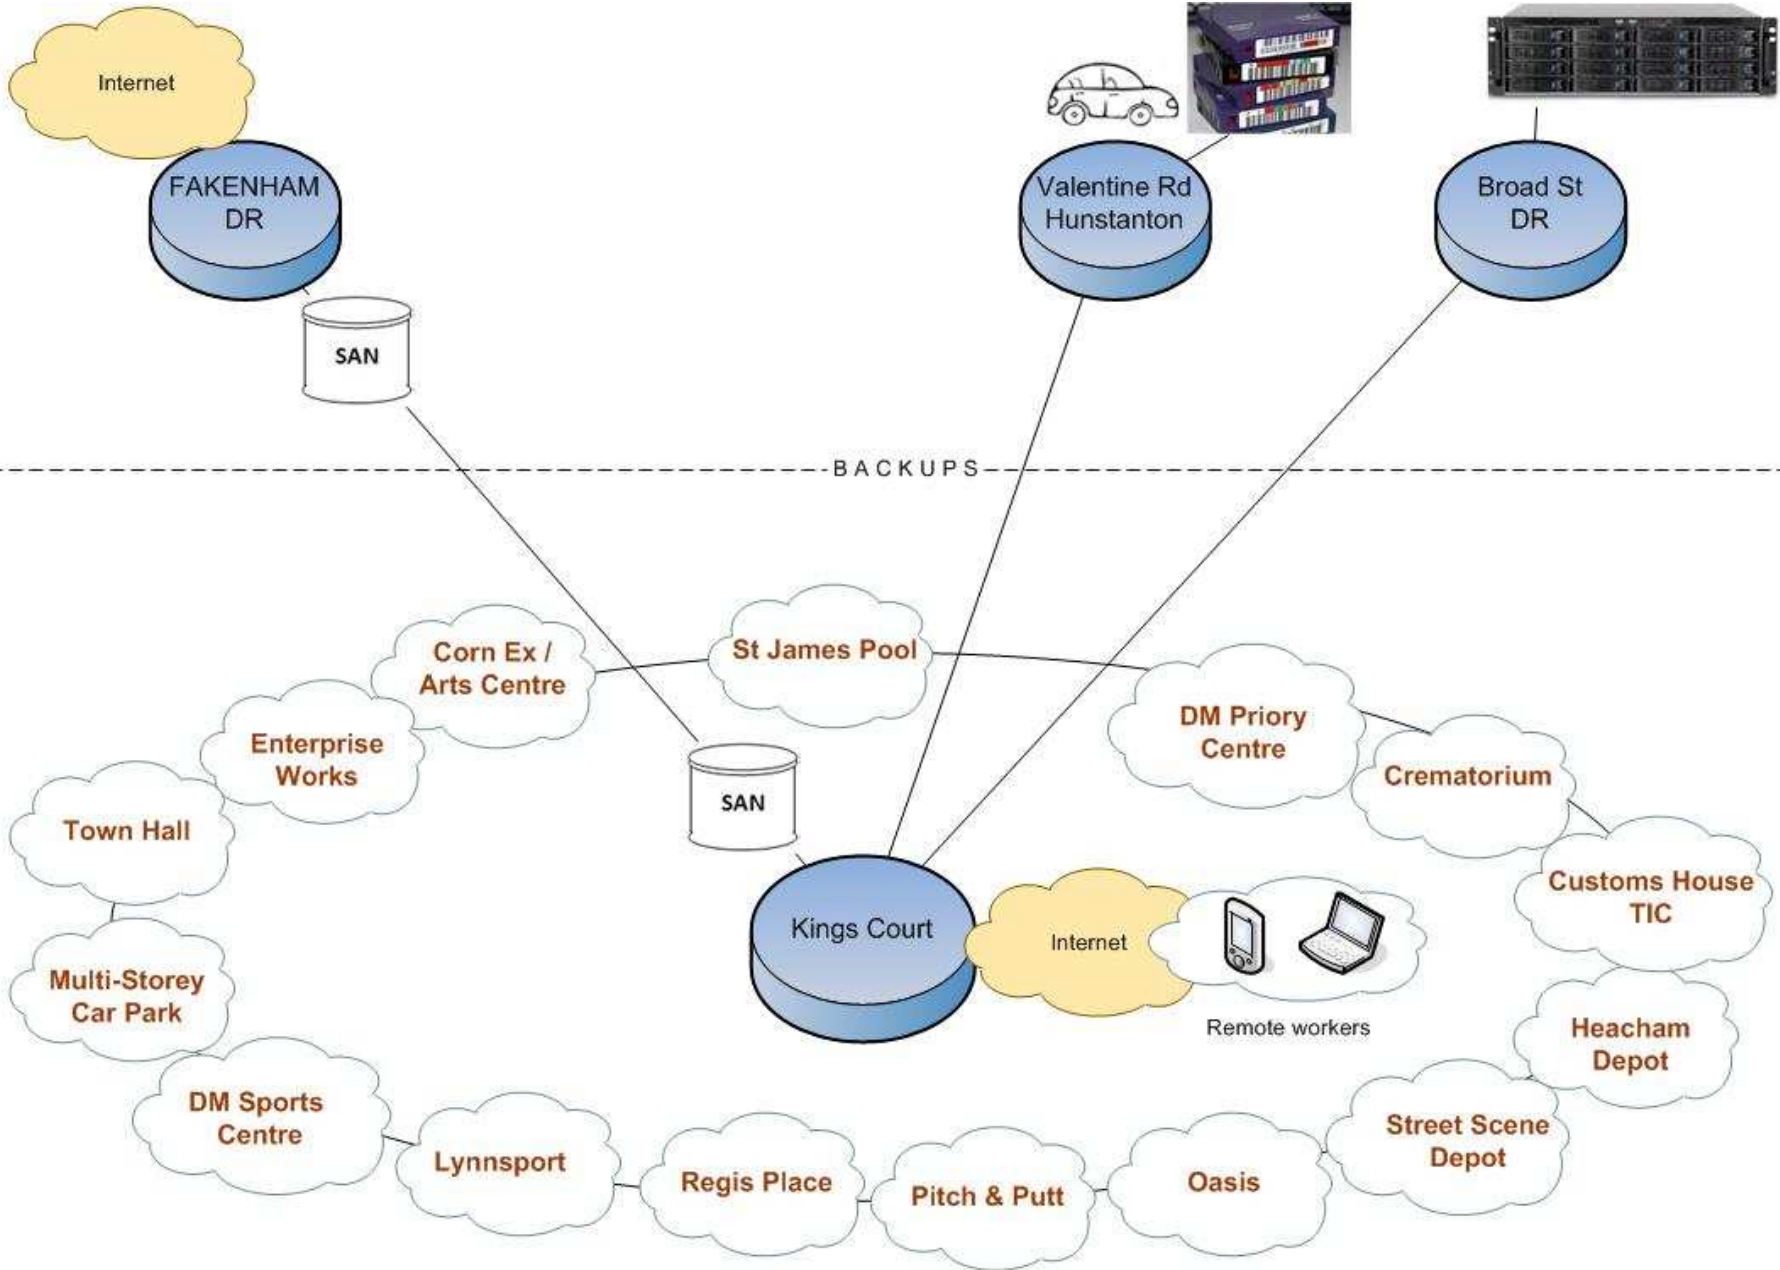 Internet
FAKENHAM
DR
Valentine Rd
Hunstanton
Broad St
DR
SAN
BACKUPS
St James Pool
Corn Ex /
Arts Centre
DM Priory
Centre
Enterprise
Works
Crematorium
SAN
Town Hall
Customs House
TIC
Kings Court
Internet
Remote workers
Multi-Storey
Car Park
Heacham
Depot
DM Sports
Centre
Street Scene
Depot
Lynnsport
Regis Place
Pitch & Putt
Oasis